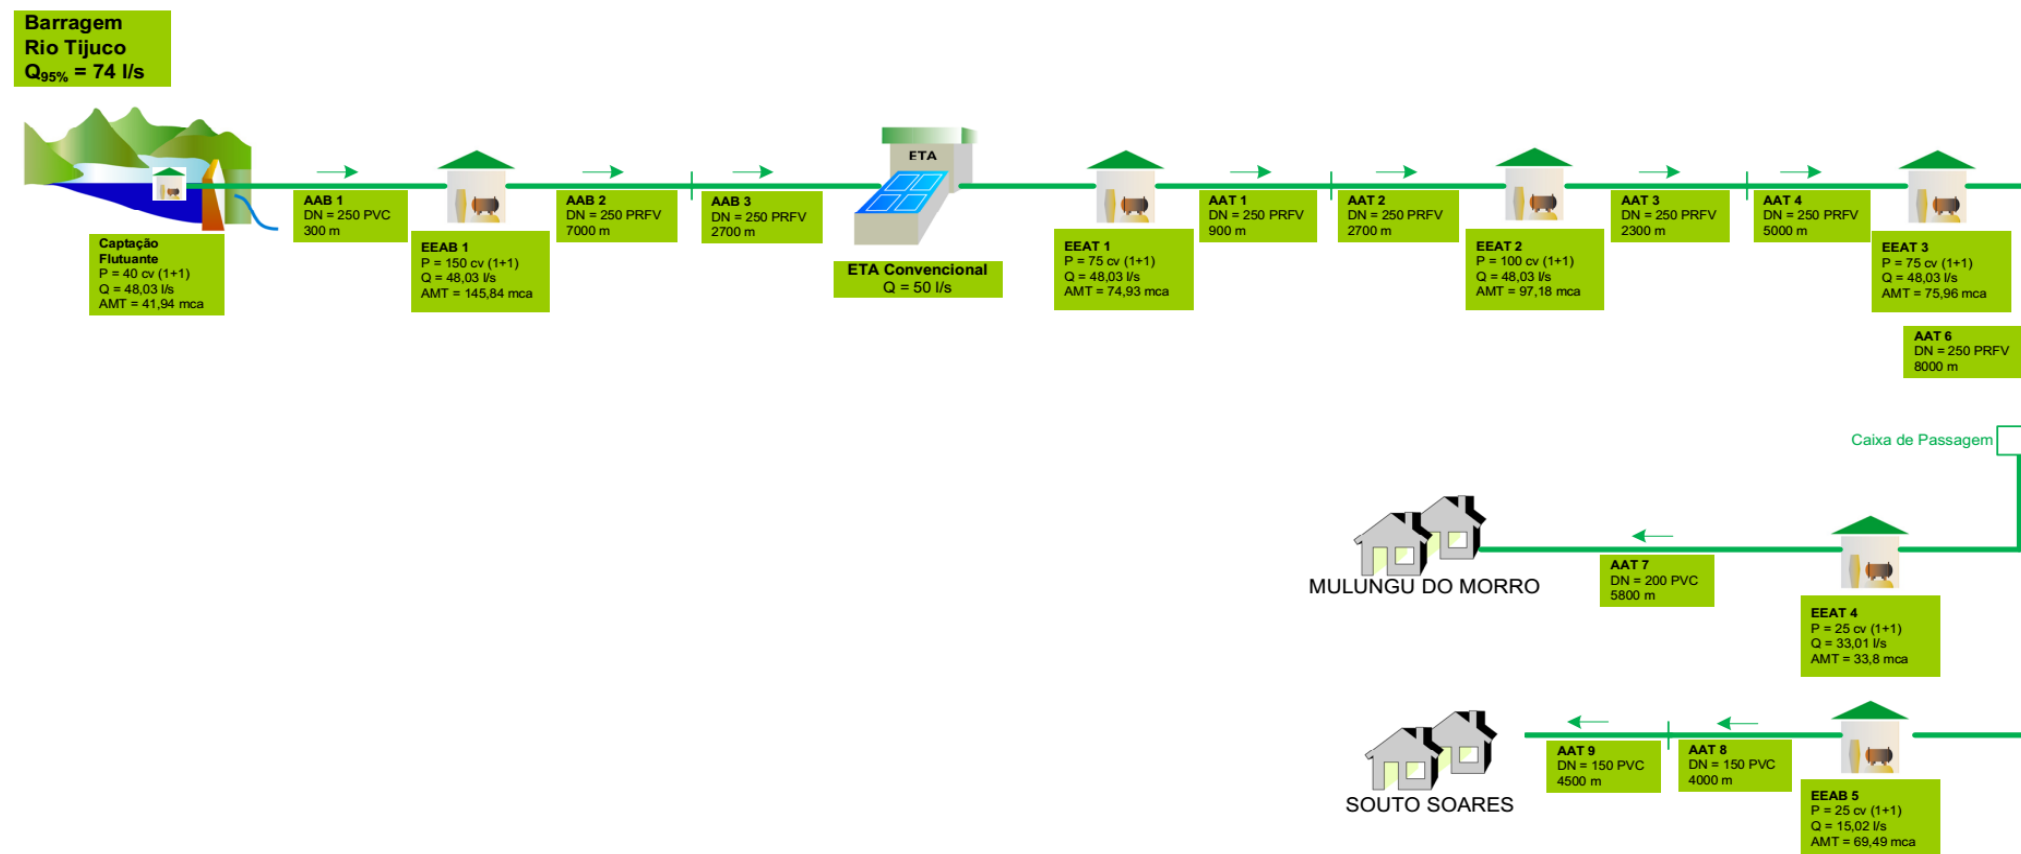 Barragem
Rio Tijuco
Q95% = 74 l/s
Captação
Flutuante
P = 40 cv (1+1)
Q = 48,03 l/s
AMT = 41,94 mca
AAB 1
DN = 250 PVC
300 m
EEAB 1
P = 150 cv (1+1)
Q = 48,03 l/s
AMT = 145,84 mca
AAB 2
DN = 250 PRFV
7000 m
AAB 3
DN = 250 PRFV
2700 m
ETA
ETA Convencional
Q = 50 l/s
EEAT 1
P = 75 cv (1+1)
Q = 48,03 l/s
AMT = 74,93 mca
AAT 1
DN = 250 PRFV
900 m
AAT 2
DN = 250 PRFV
2700 m
EEAT 2
P = 100 cv (1+1)
Q = 48,03 l/s
AMT = 97,18 mca
AAT 3
DN = 250 PRFV
2300 m
AAT 4
DN = 250 PRFV
5000 m
EEAT 3
P = 75 cv (1+1)
Q = 48,03 l/s
AMT = 75,96 mca
AAT 6
DN = 250 PRFV
8000 m
Caixa de Passagem
MULUNGU DO MORRO
AAT 7
DN = 200 PVC
5800 m
EEAT 4
P = 25 cv (1+1)
Q = 33,01 l/s
AMT = 33,8 mca
SOUTO SOARES
AAT 9
DN = 150 PVC
4500 m
AAT 8
DN = 150 PVC
4000 m
EEAB 5
P = 25 cv (1+1)
Q = 15,02 l/s
AMT = 69,49 mca